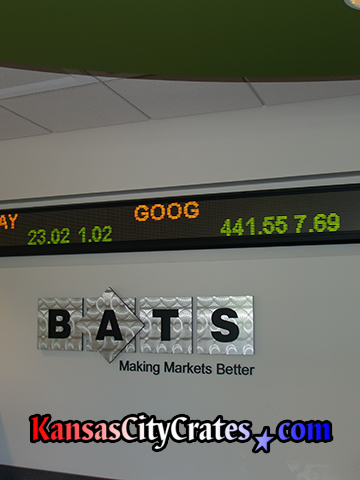 AY GOOG
23.02 1.02 441.55 7.69
BATS
Making Markets Better
KansasCityCrates.com